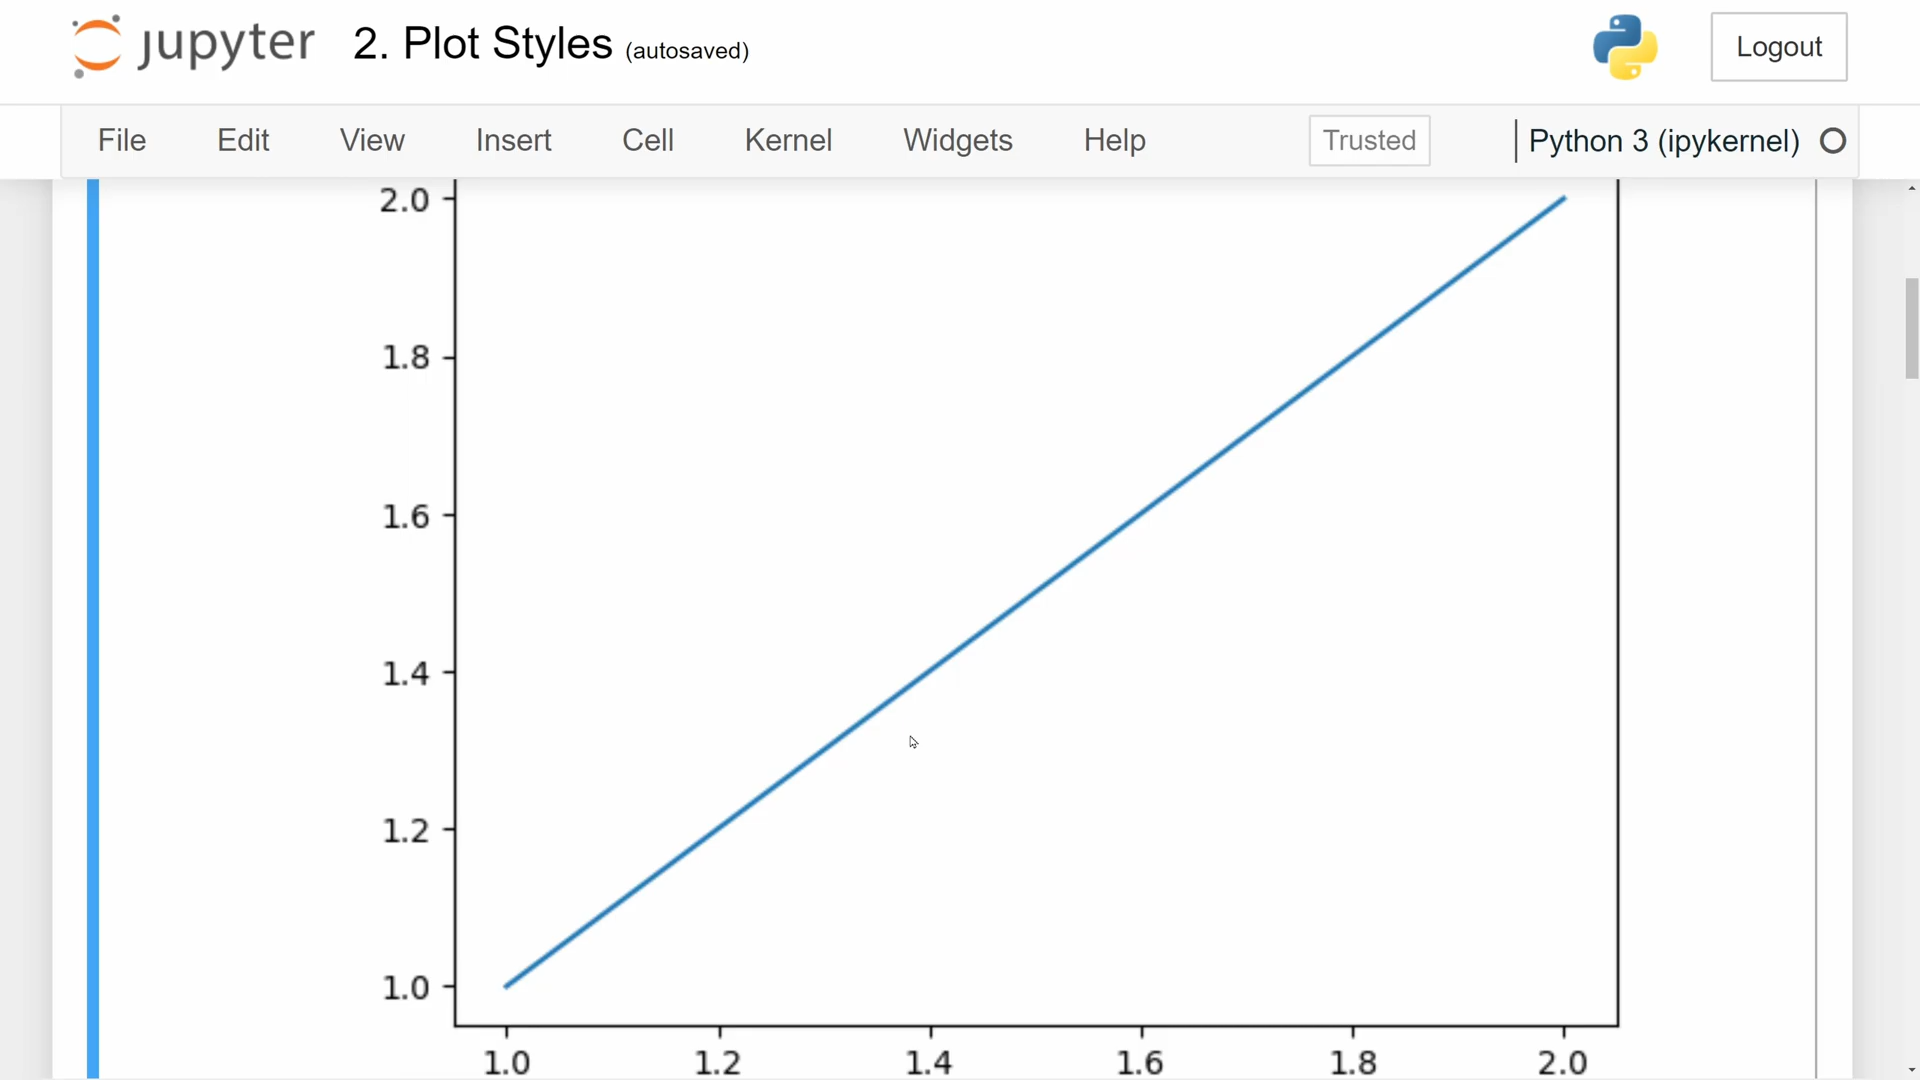 jupyter 2. Plot Styles (autosaved) Logout
File Edit View Insert Cell Kernel Widgets Help Trusted Python 3 (ipykernel)
2.0
1.8
1.6
1.4
1.2
1.0
1.0 1.2 1.4 1.6 1.8 2.0